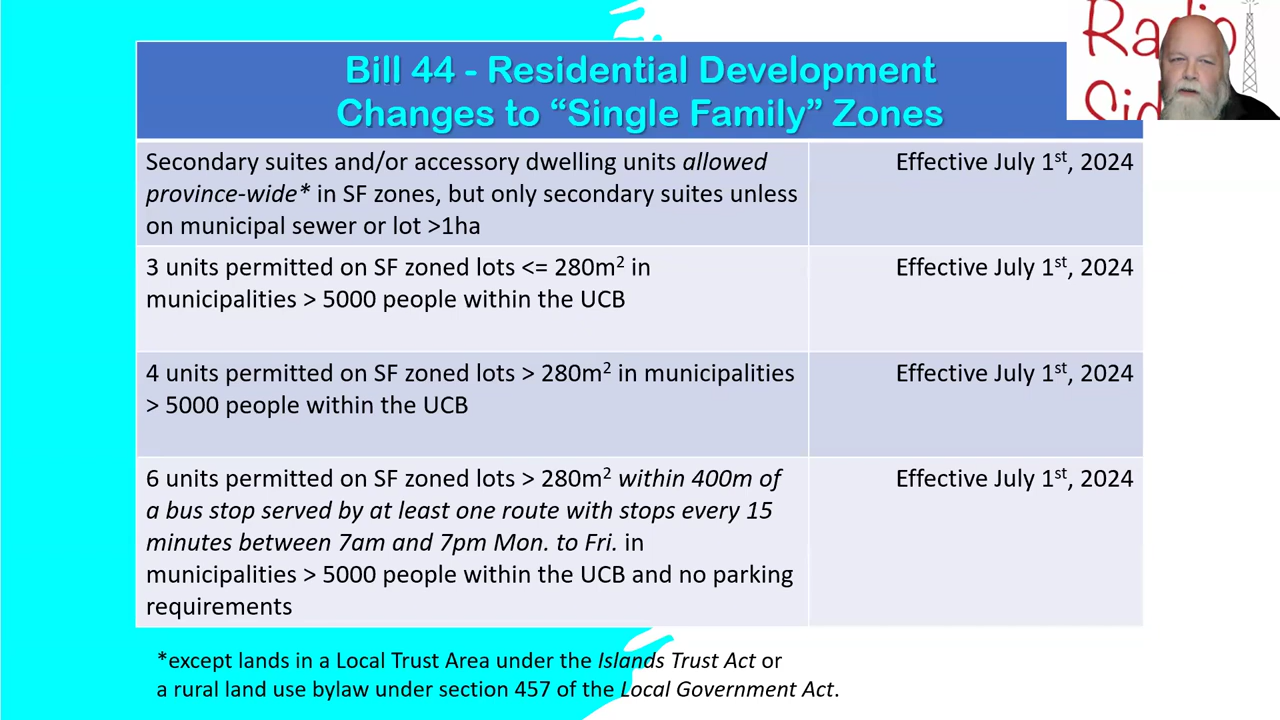 Bill 44 - Residential Development
Changes to “Single Family” Zones
Secondary suites and/or accessory dwelling units allowed
province-wide* in SF zones, but only secondary suites unless
on municipal sewer or lot >1ha
Effective July 1st, 2024
3 units permitted on SF zoned lots <= 280m² in
municipalities > 5000 people within the UCB
Effective July 1st, 2024
4 units permitted on SF zoned lots > 280m² in municipalities
> 5000 people within the UCB
Effective July 1st, 2024
6 units permitted on SF zoned lots > 280m² within 400m of
a bus stop served by at least one route with stops every 15
minutes between 7am and 7pm Mon. to Fri. in
municipalities > 5000 people within the UCB and no parking
requirements
Effective July 1st, 2024
*except lands in a Local Trust Area under the Islands Trust Act or
a rural land use bylaw under section 457 of the Local Government Act.